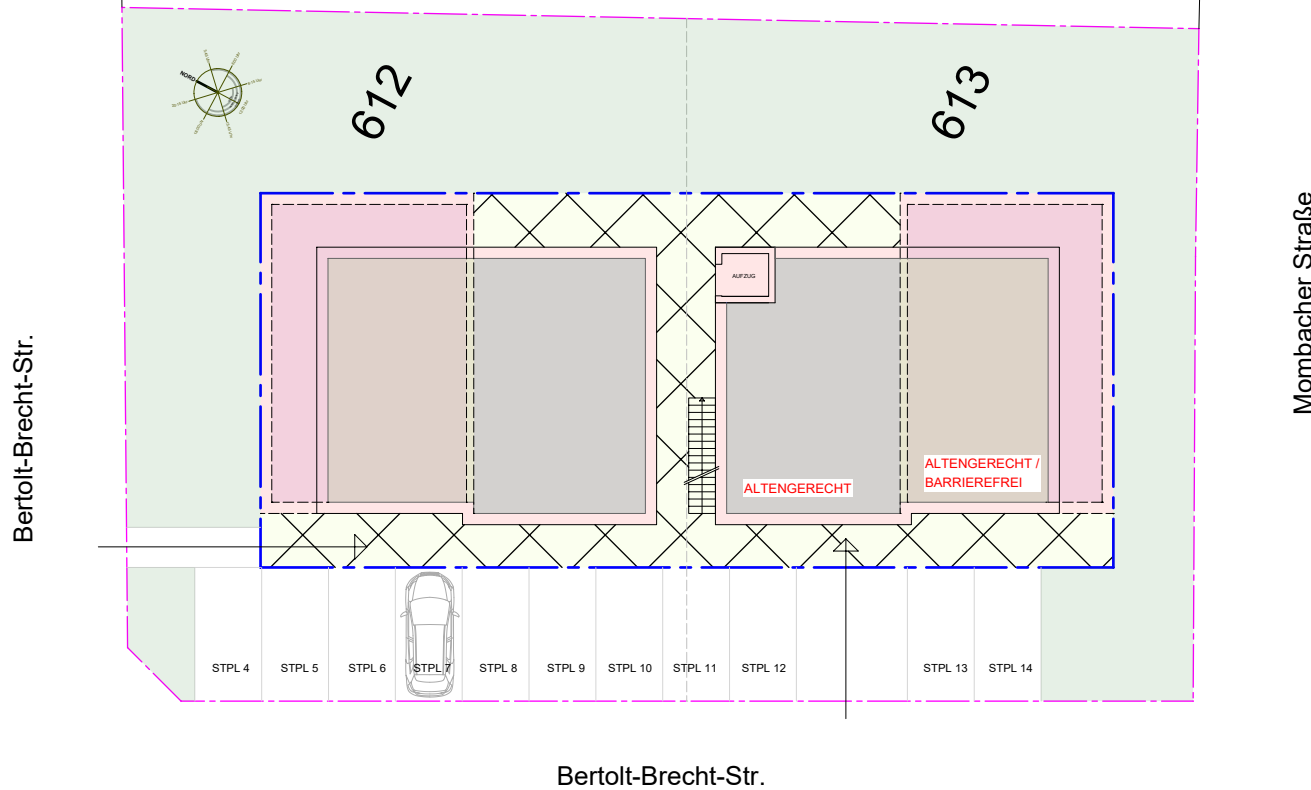 NORD
612
613
Mombacher Straße
AUFZUG
Bertolt-Brecht-Str.
ALTENGERECHT /
BARRIEREFREI
ALTENGERECHT
STPL 4
STPL 5
STPL 6
STPL 7
STPL 8
STPL 9
STPL 10
STPL 11
STPL 12
STPL 13
STPL 14
Bertolt-Brecht-Str.